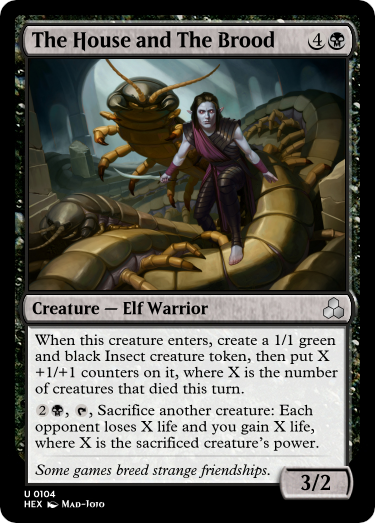 The House and The Brood 4
Creature — Elf Warrior
When this creature enters, create a 1/1 green
and black Insect creature token, then put X
+1/+1 counters on it, where X is the number
of creatures that died this turn.
2 , , Sacrifice another creature: Each
opponent loses X life and you gain X life,
where X is the sacrificed creature's power.
Some games breed strange friendships.
3/2
U 0104
HEX Mad-Joto